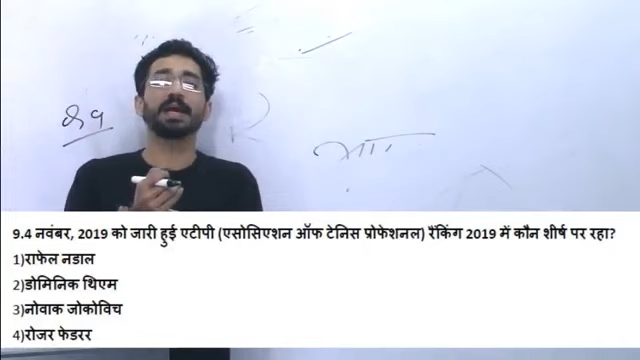 9.4 नवंबर, 2019 को जारी हुई एटीपी (एसोसिएशन ऑफ टेनिस प्रोफेशनल) रैंकिंग 2019 में कौन शीर्ष पर रहा?
1)राफेल नडाल
2)डोमिनिक थिएम
3)नोवाक जोकोविच
4)रोजर फेडरर